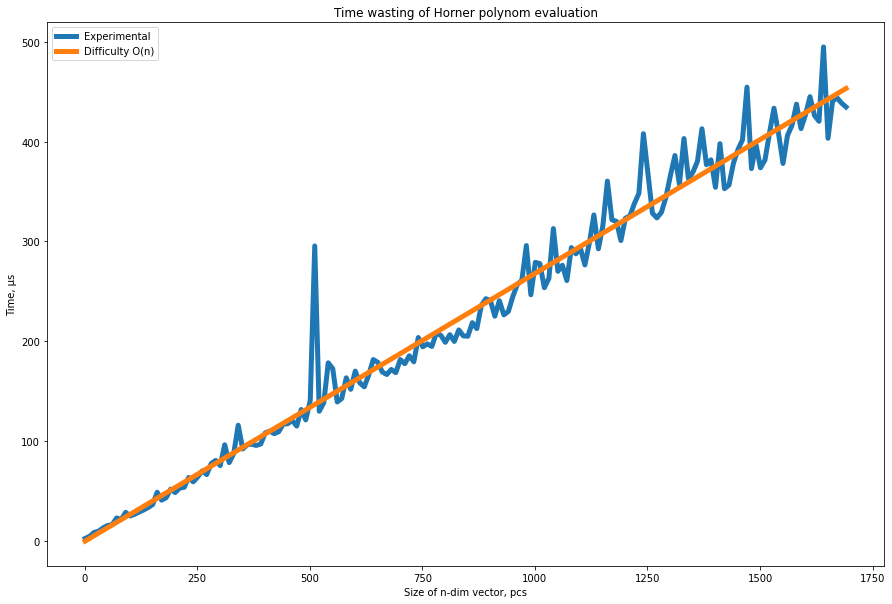 Time wasting of Horner polynom evaluation
Experimental
Difficulty O(n)
500
400
300
200
100
0
Time, µs
0 250 500 750 1000 1250 1500 1750
Size of n-dim vector, pcs